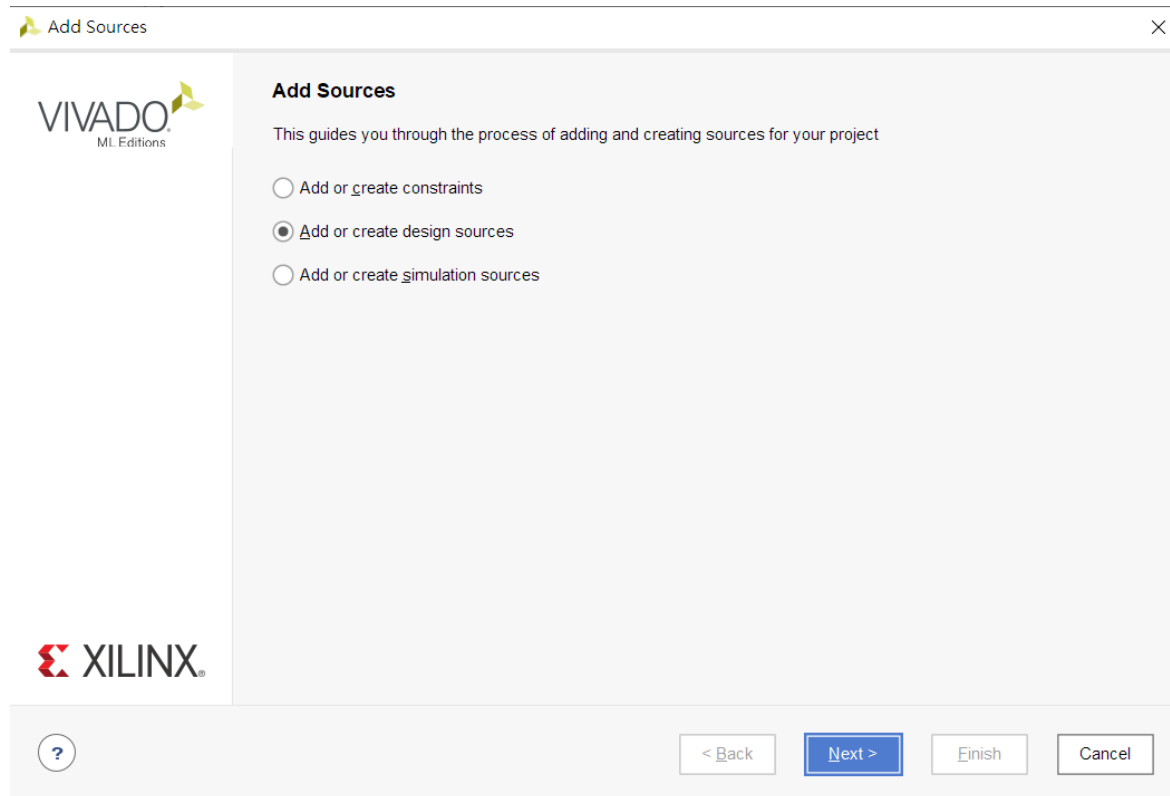 Add Sources
VIVADO.
ML Editions
Add Sources
This guides you through the process of adding and creating sources for your project
Add or create constraints
Add or create design sources
Add or create simulation sources
XILINX.
?
< Back
Next >
Finish
Cancel